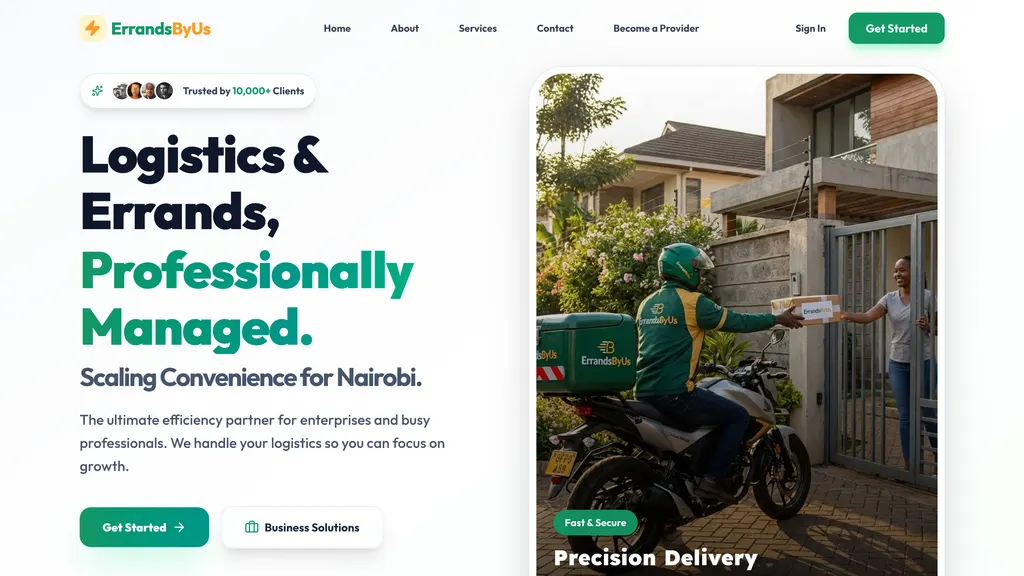 ErrandsByUs
Home
About
Services
Contact
Become a Provider
Sign In
Get Started
Trusted by 10,000+ Clients
Logistics &
Errands,
Professionally
Managed.
Scaling Convenience for Nairobi.
The ultimate efficiency partner for enterprises and busy
professionals. We handle your logistics so you can focus on
growth.
Get Started
Business Solutions
ErrandsByUs
ErrandsByUs
ErrandsByUs
Fast & Secure
Precision Delivery